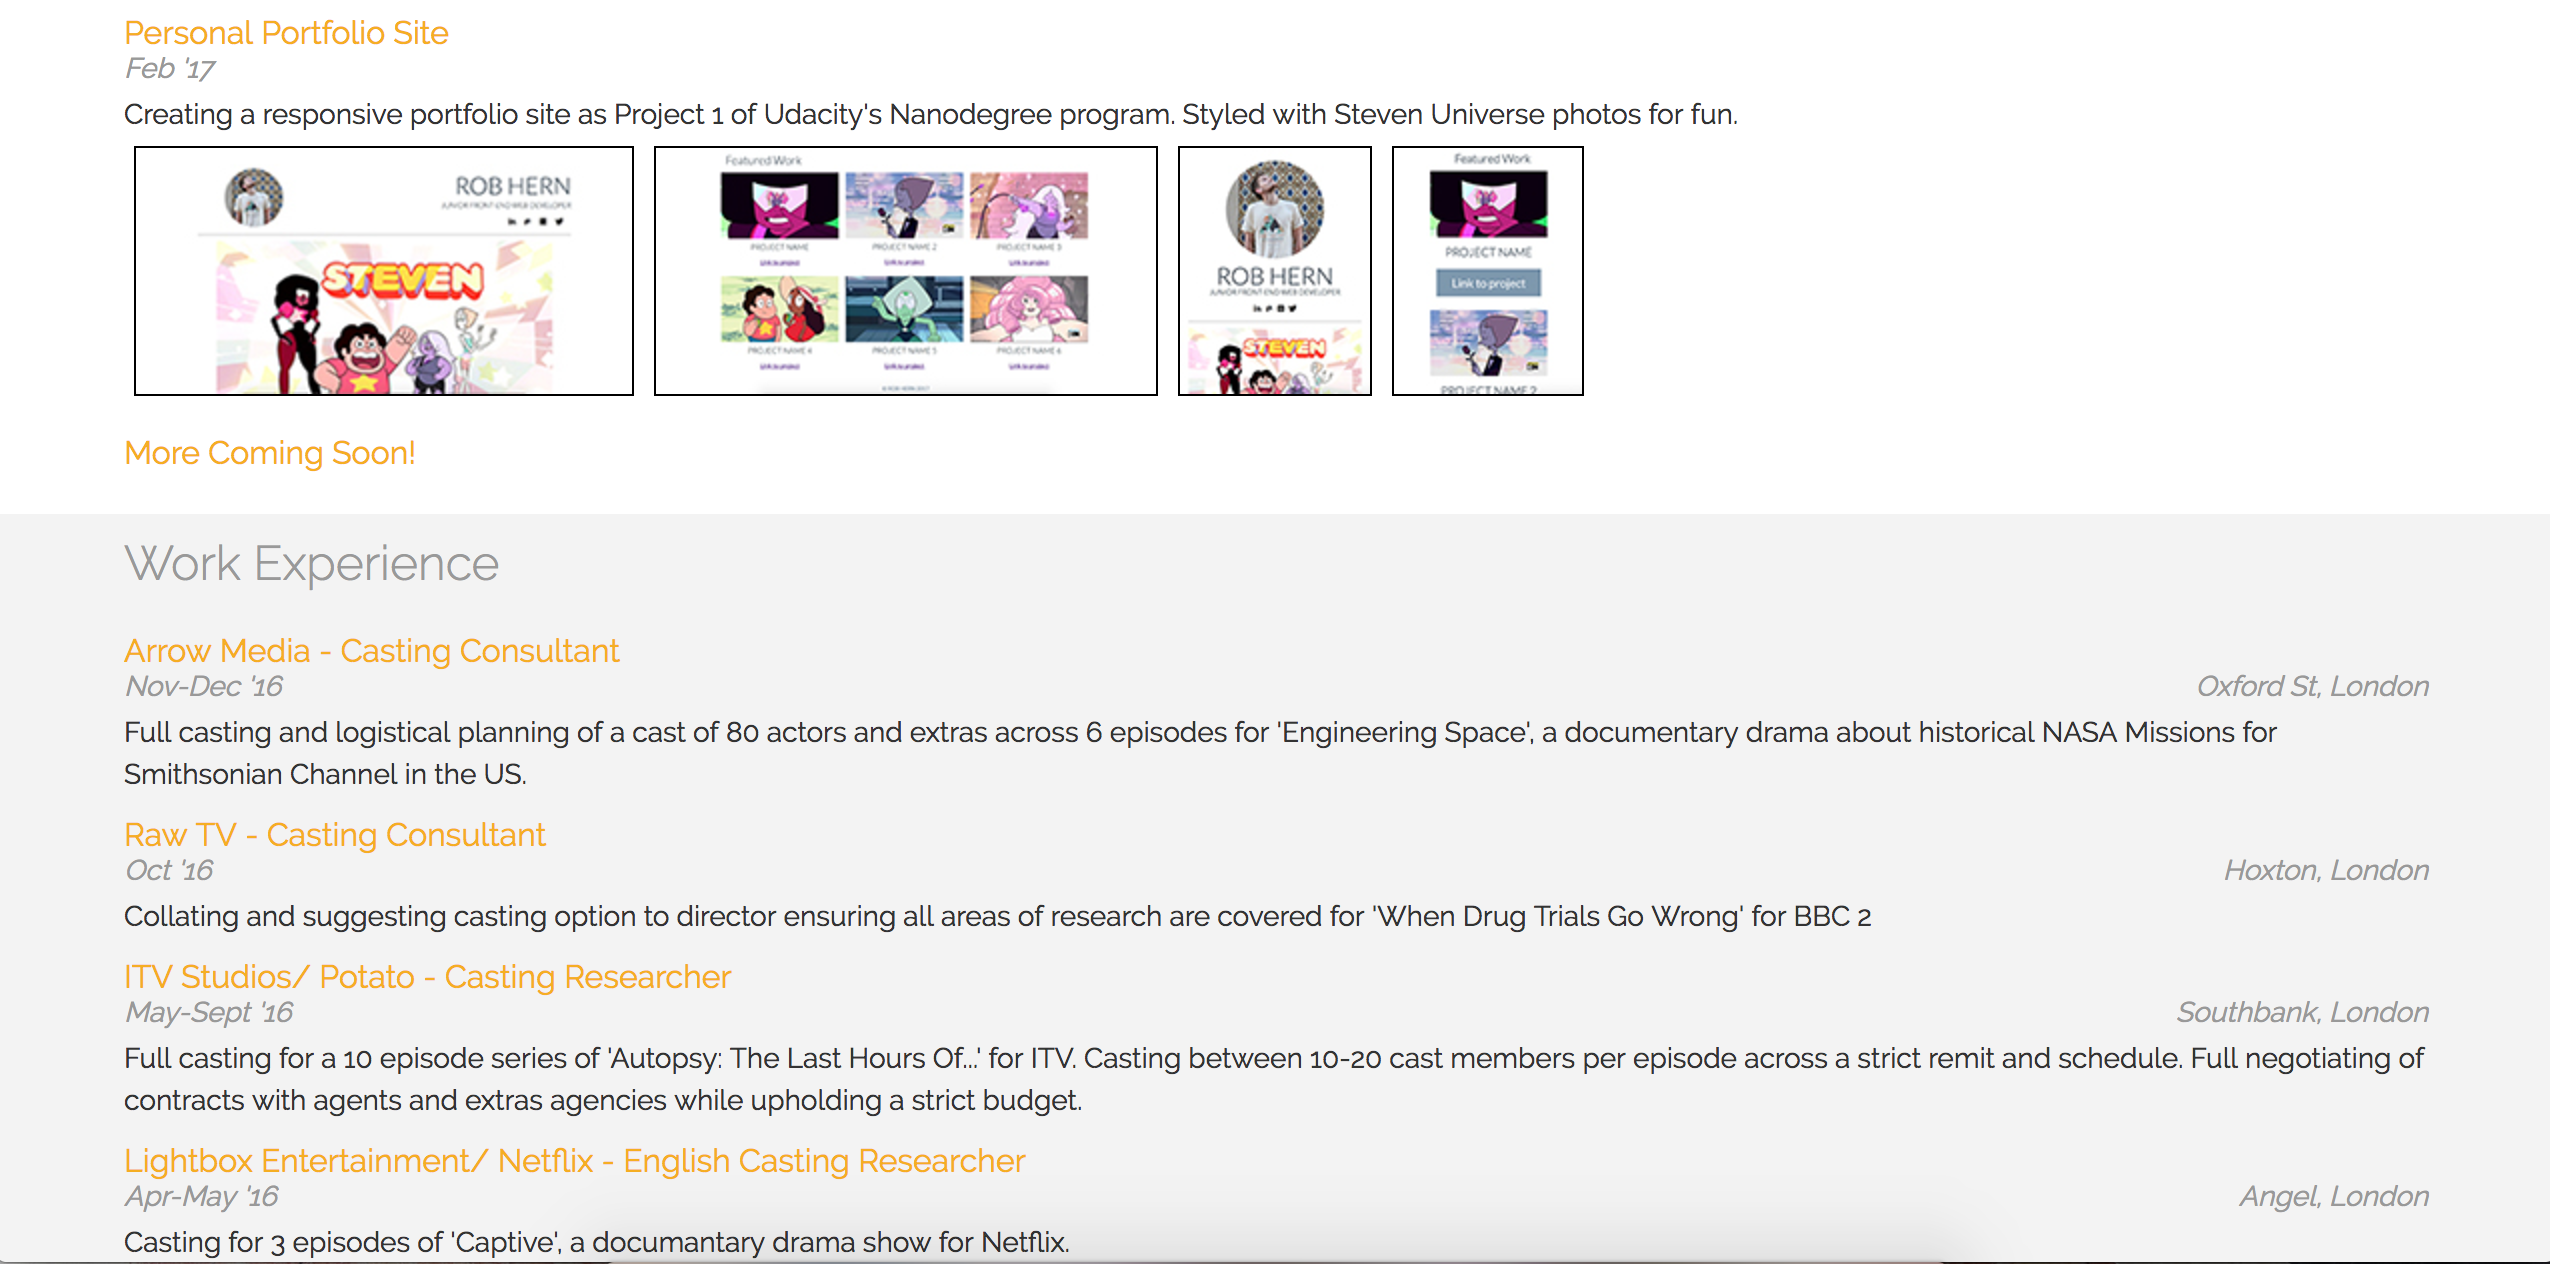 Personal Portfolio Site
Feb '17
Creating a responsive portfolio site as Project 1 of Udacity's Nanodegree program. Styled with Steven Universe photos for fun.
ROB HERN
JUNIOR FRONT-END WEB DEVELOPER
STEVEN
Featured Work
PROJECT NAME
PROJECT NAME 2
PROJECT NAME 3
PROJECT NAME 4
PROJECT NAME 5
PROJECT NAME 6
ROB HERN
JUNIOR FRONT-END WEB DEVELOPER
STEVEN
Featured Work
PROJECT NAME
Link to project
PROJECT NAME 2
More Coming Soon!
Work Experience
Arrow Media - Casting Consultant
Nov-Dec '16 Oxford St, London
Full casting and logistical planning of a cast of 80 actors and extras across 6 episodes for 'Engineering Space', a documentary drama about historical NASA Missions for
Smithsonian Channel in the US.
Raw TV - Casting Consultant
Oct '16 Hoxton, London
Collating and suggesting casting option to director ensuring all areas of research are covered for 'When Drug Trials Go Wrong' for BBC 2
ITV Studios/ Potato - Casting Researcher
May-Sept '16 Southbank, London
Full casting for a 10 episode series of 'Autopsy: The Last Hours Of...' for ITV. Casting between 10-20 cast members per episode across a strict remit and schedule. Full negotiating of
contracts with agents and extras agencies while upholding a strict budget.
Lightbox Entertainment/ Netflix - English Casting Researcher
Apr-May '16 Angel, London
Casting for 3 episodes of 'Captive', a documantary drama show for Netflix.